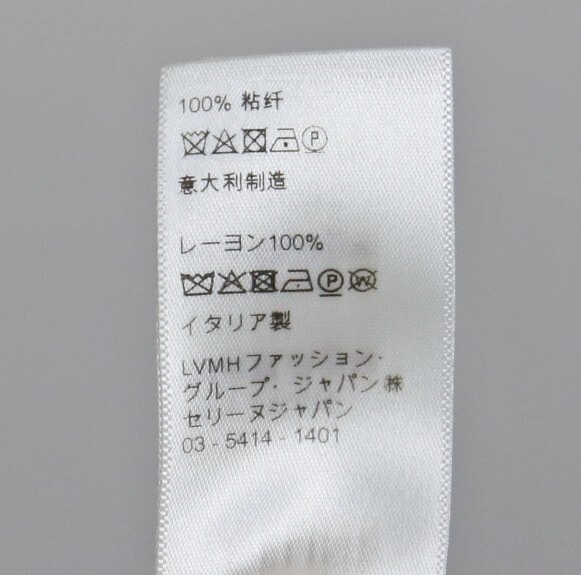 100% 粘纤
意大利制造
レーヨン100%
イタリア製
LVMHファッション・
グループ・ジャパン㈱
セリーヌジャパン
03-5414-1401